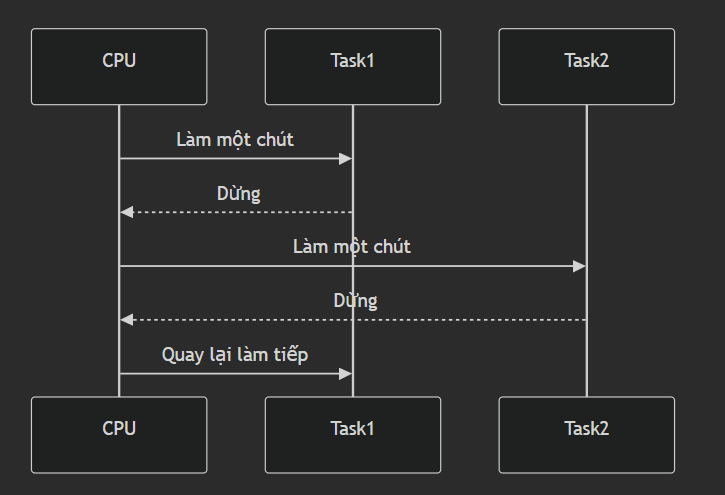 CPU
Task1
Task2
Làm một chút
Dừng
Làm một chút
Dừng
Quay lại làm tiếp
CPU
Task1
Task2